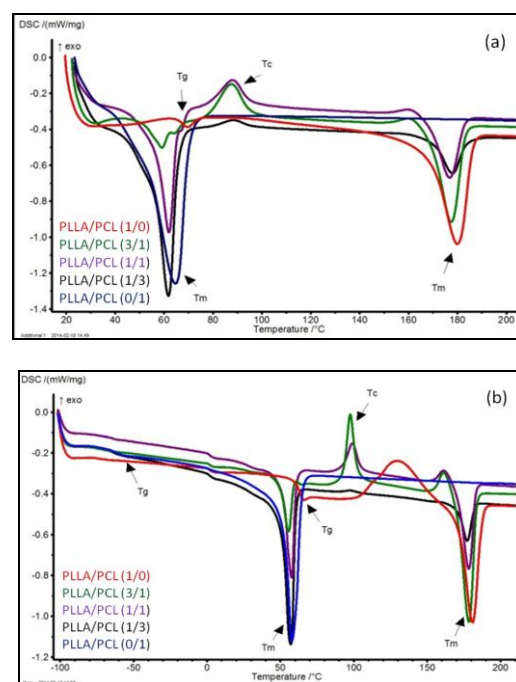 DSC /(mW/mg)
↑ exo
(a)
Tg
Tc
0.0
-0.2
-0.4
-0.6
-0.8
-1.0
-1.2
-1.4
PLLA/PCL (1/0)
PLLA/PCL (3/1)
PLLA/PCL (1/1)
PLLA/PCL (1/3)
PLLA/PCL (0/1)
Tm
Tm
20 40 60 80 100 120 140 160 180 200
Temperature /°C
DSC /(mW/mg)
↑ exo
(b)
Tc
0.0
-0.2
-0.4
-0.6
-0.8
-1.0
-1.2
Tg
Tg
PLLA/PCL (1/0)
PLLA/PCL (3/1)
PLLA/PCL (1/1)
PLLA/PCL (1/3)
PLLA/PCL (0/1)
Tm
Tm
-100 -50 0 50 100 150 200
Temperature /°C